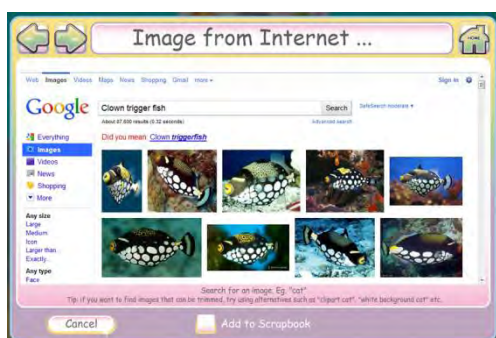 Image from Internet ...
HOME
Web Images Videos Maps News Shopping Gmail more
Sign in
Google
Clown trigger fish
Search
SafeSearch moderate
About 87,600 results (0.32 seconds)
Advanced search
Everything
Did you mean: Clown triggerfish
Images
Videos
News
Shopping
More
Any size
Large
Medium
Icon
Larger than...
Exactly...
Any type
Face
Search for an image. Eg. "cat"
Tip: if you want to find images that can be trimmed, try using alternatives such as "clipart cat", "white background cat" etc.
Cancel
Add to Scrapbook